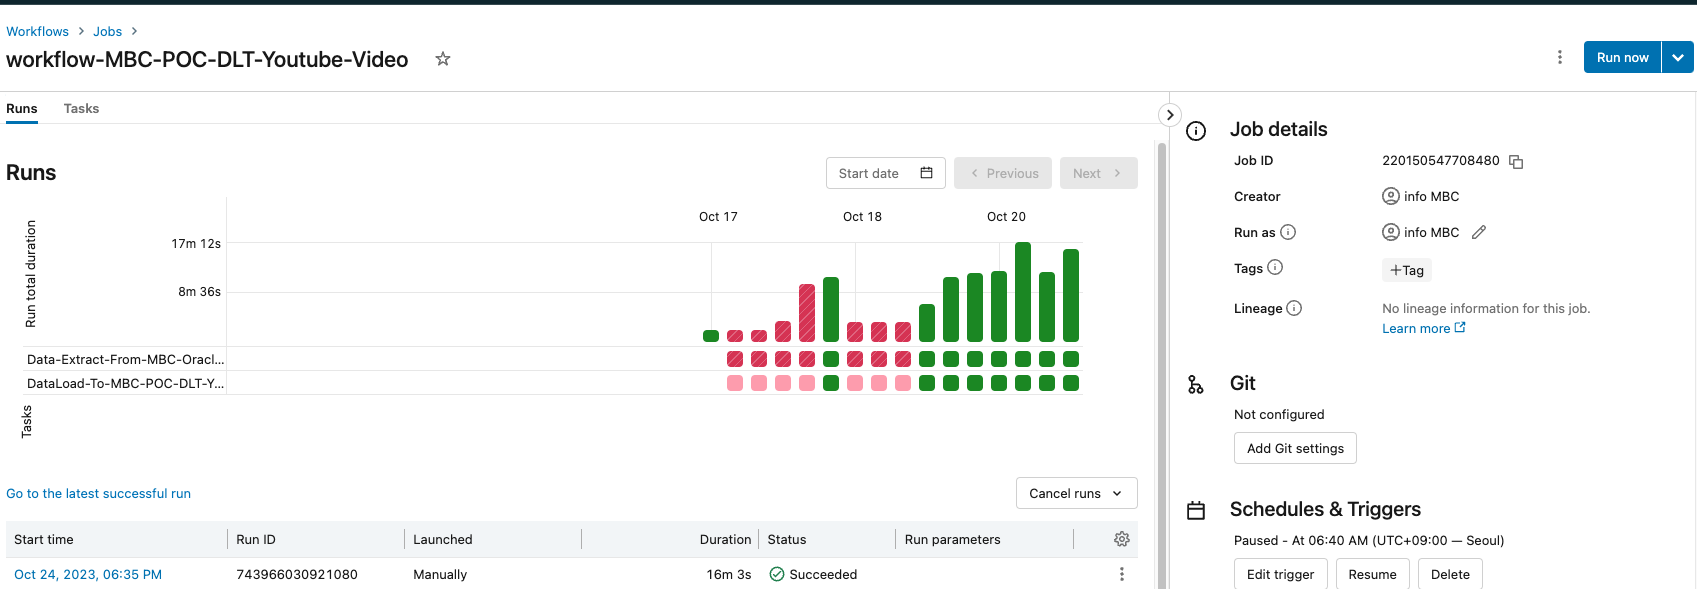 Workflows > Jobs >
workflow-MBC-POC-DLT-Youtube-Video
Run now
Runs Tasks
Runs
Start date
Previous
Next
Oct 17 Oct 18 Oct 20
Run total duration
17m 12s
8m 36s
Data-Extract-From-MBC-Oracl...
DataLoad-To-MBC-POC-DLT-Y...
Tasks
Go to the latest successful run
Cancel runs
Start time Run ID Launched Duration Status Run parameters
Oct 24, 2023, 06:35 PM 743966030921080 Manually 16m 3s Succeeded
Job details
Job ID 220150547708480
Creator info MBC
Run as info MBC
Tags +Tag
Lineage No lineage information for this job.
Learn more
Git
Not configured
Add Git settings
Schedules & Triggers
Paused - At 06:40 AM (UTC+09:00 — Seoul)
Edit trigger Resume Delete